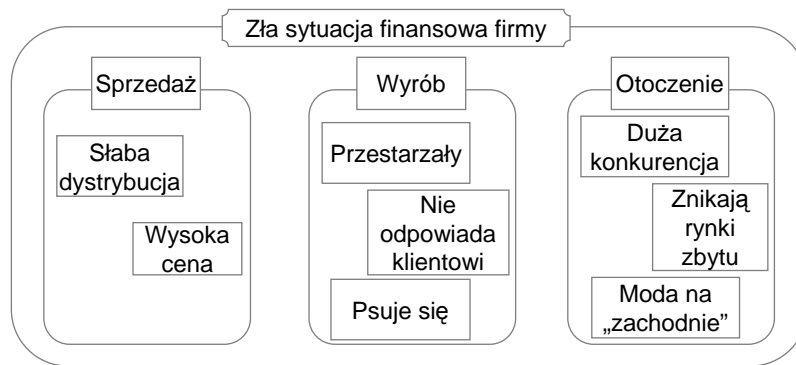 Zła sytuacja finansowa firmy
Sprzedaż
Słaba
dystrybucja
Wysoka
cena
Wyrób
Przestarzały
Nie
odpowiada
klientowi
Psuje się
Otoczenie
Duża
konkurencja
Znikają
rynki
zbytu
Moda na
„zachodnie”